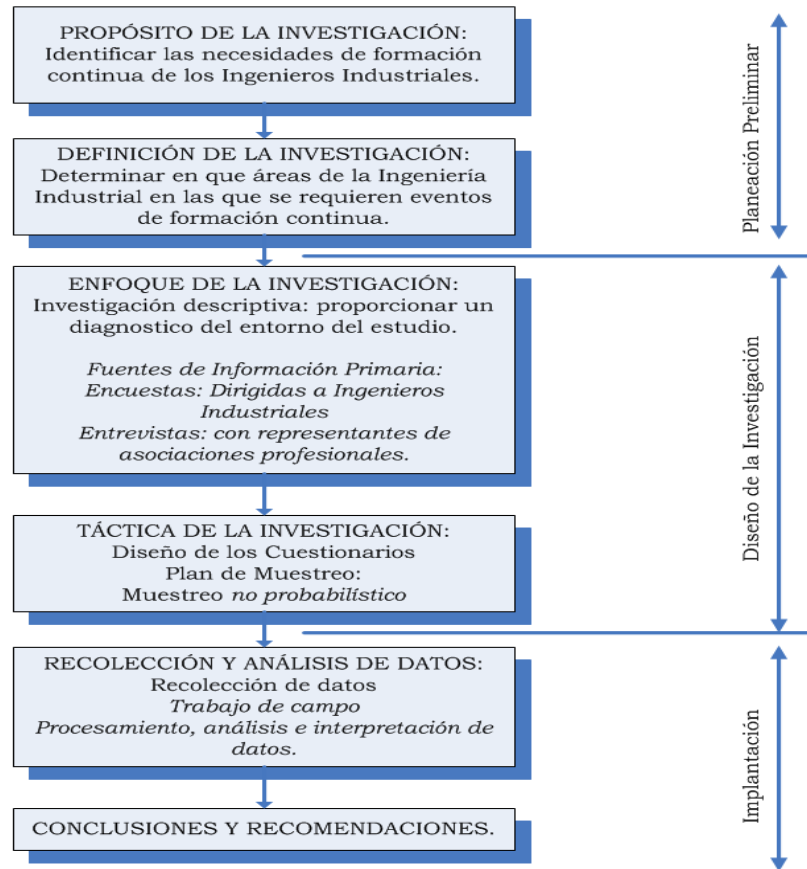 PROPÓSITO DE LA INVESTIGACIÓN:
Identificar las necesidades de formación
continua de los Ingenieros Industriales.
DEFINICIÓN DE LA INVESTIGACIÓN:
Determinar en que áreas de la Ingeniería
Industrial en las que se requieren eventos
de formación continua.
Planeación Preliminar
ENFOQUE DE LA INVESTIGACIÓN:
Investigación descriptiva: proporcionar un
diagnostico del entorno del estudio.
Fuentes de Información Primaria:
Encuestas: Dirigidas a Ingenieros
Industriales
Entrevistas: con representantes de
asociaciones profesionales.
TÁCTICA DE LA INVESTIGACIÓN:
Diseño de los Cuestionarios
Plan de Muestreo:
Muestreo no probabilístico
Diseño de la Investigación
RECOLECCIÓN Y ANÁLISIS DE DATOS:
Recolección de datos
Trabajo de campo
Procesamiento, análisis e interpretación de
datos.
CONCLUSIONES Y RECOMENDACIONES.
Implantación